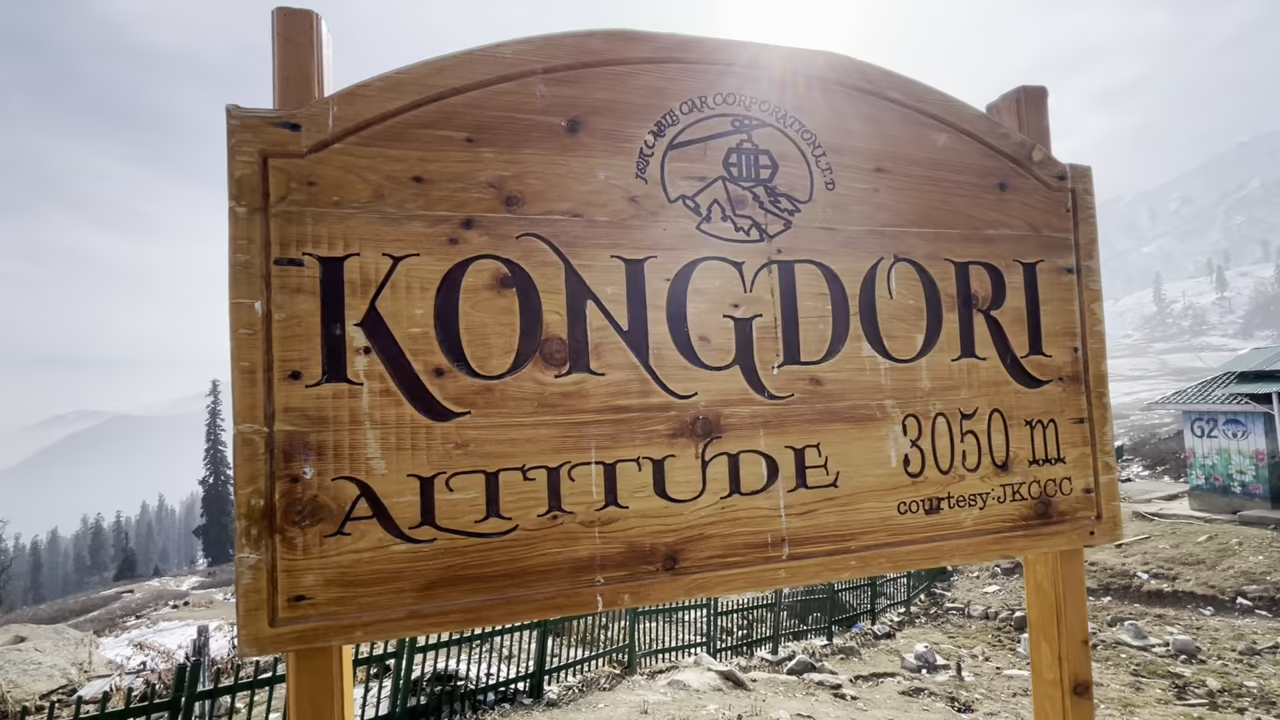 J&K CABLE CAR CORPORATION LTD
KONGDORI
ALTITUDE 3050 m
courtesy:JKCCC
G20